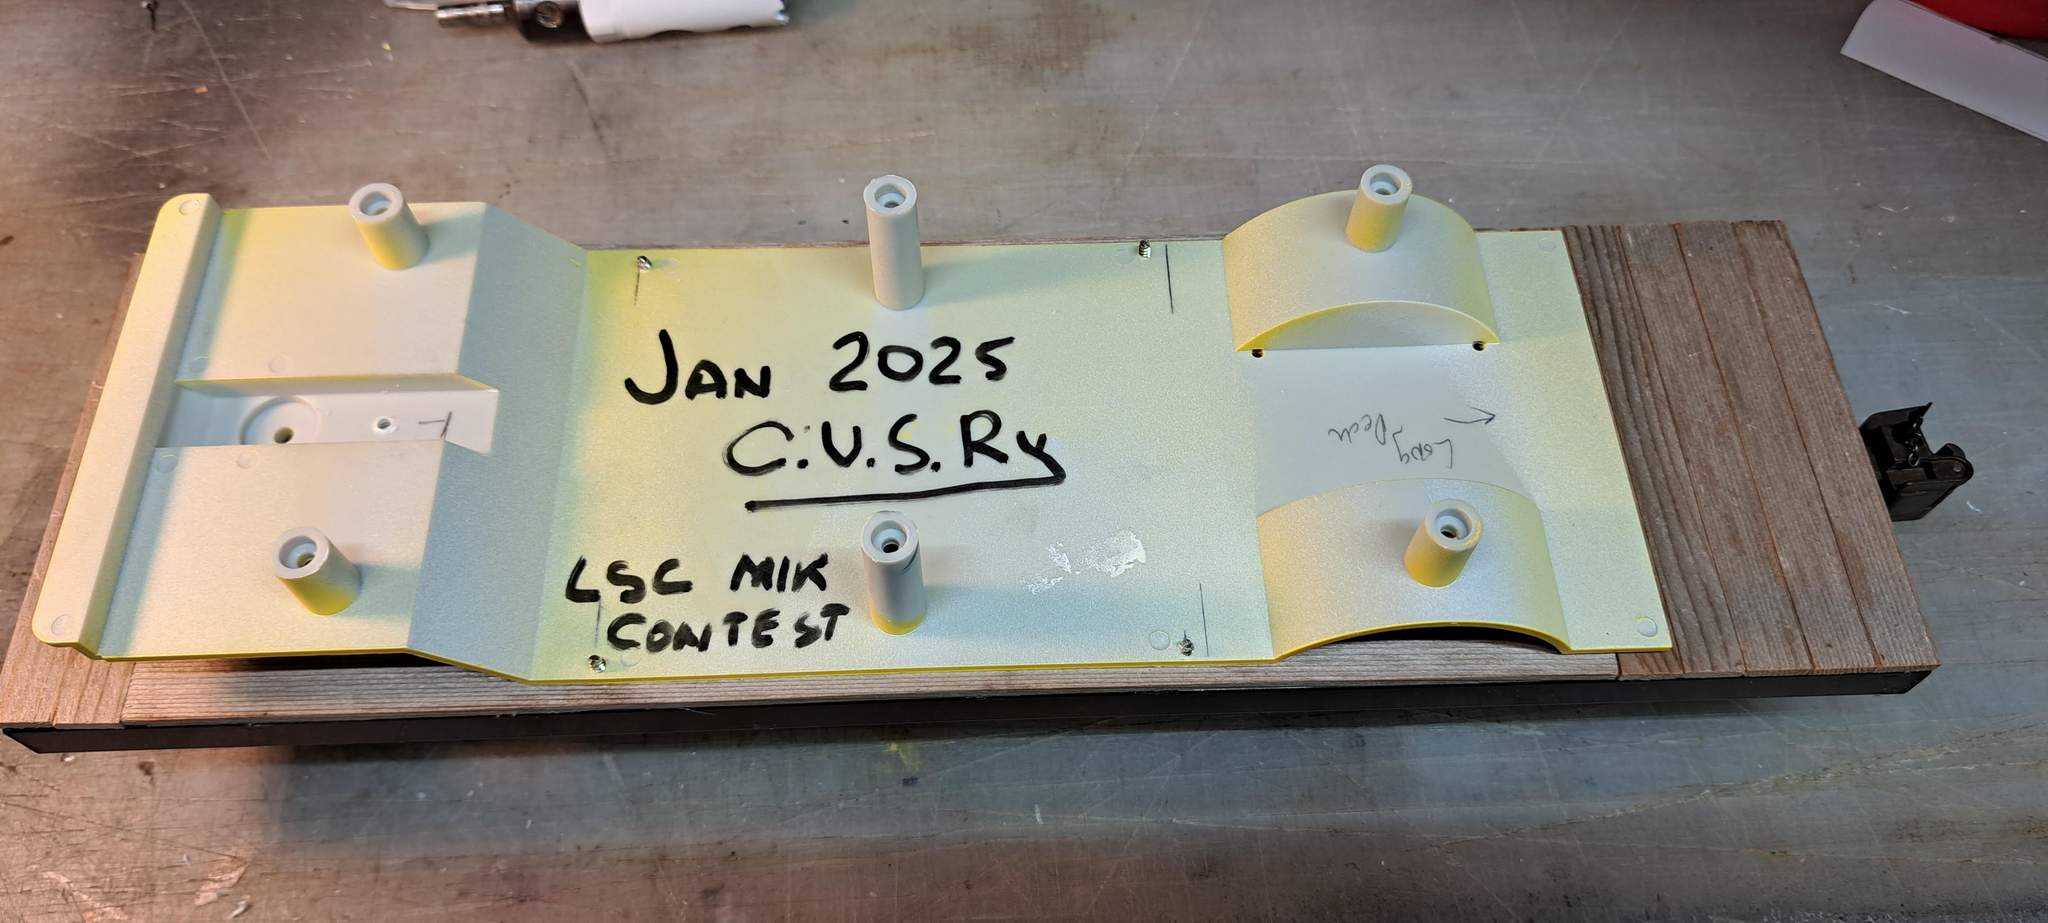 JAN 2025
C.V.S.Ry
LSC MIK
CONTEST
Long
Deck